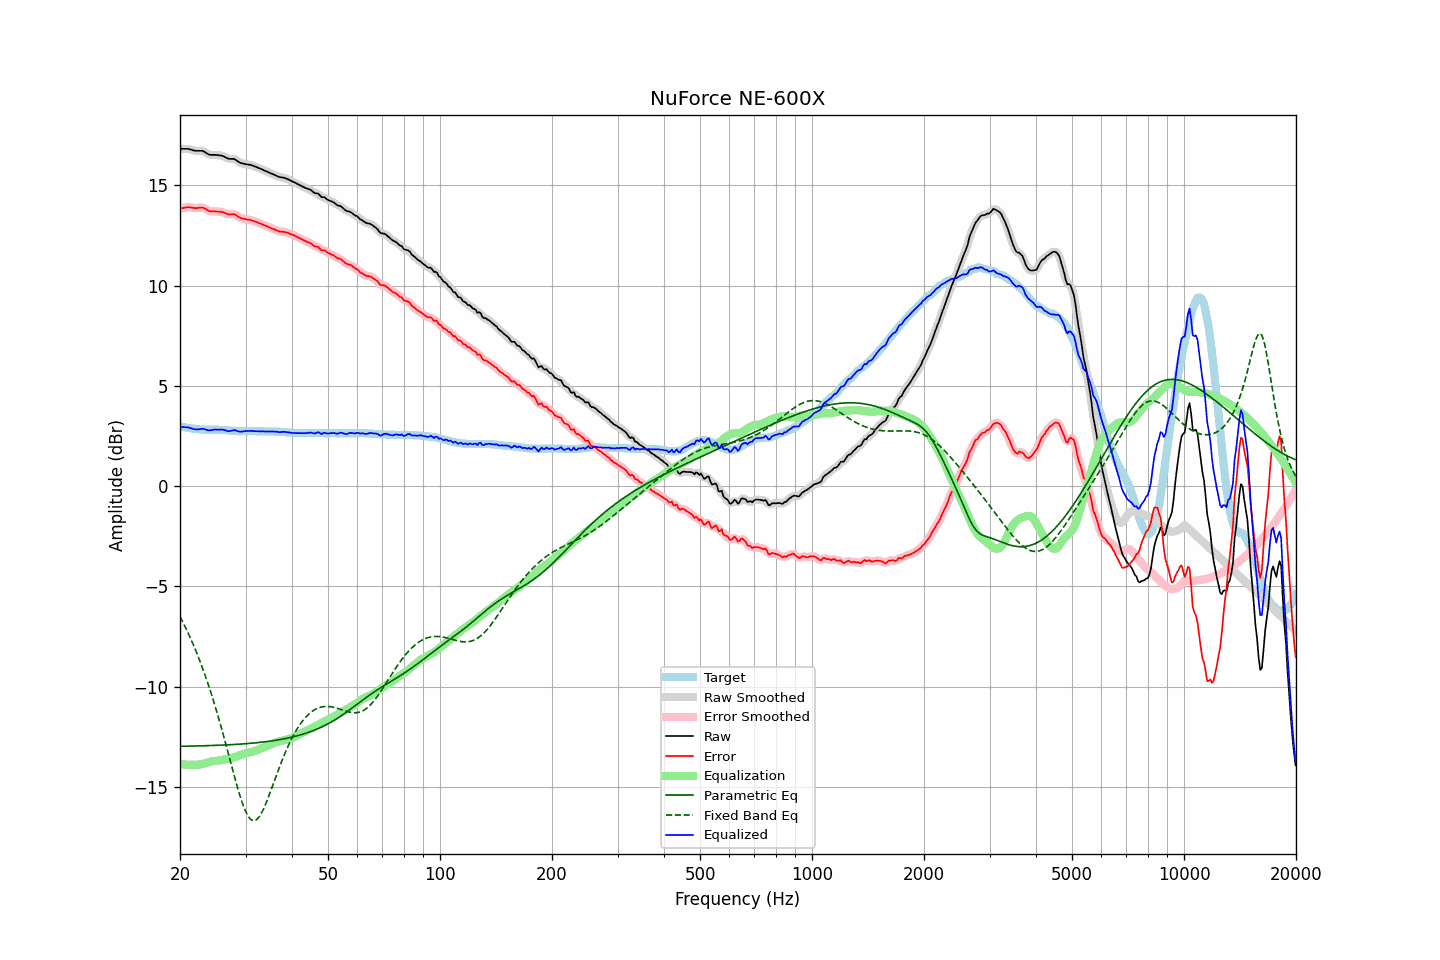 NuForce NE-600X
Amplitude (dBr)
15
10
5
0
−5
−10
−15
Target
Raw Smoothed
Error Smoothed
Raw
Error
Equalization
Parametric Eq
Fixed Band Eq
Equalized
20
50
100
200
500
1000
2000
5000
10000
20000
Frequency (Hz)